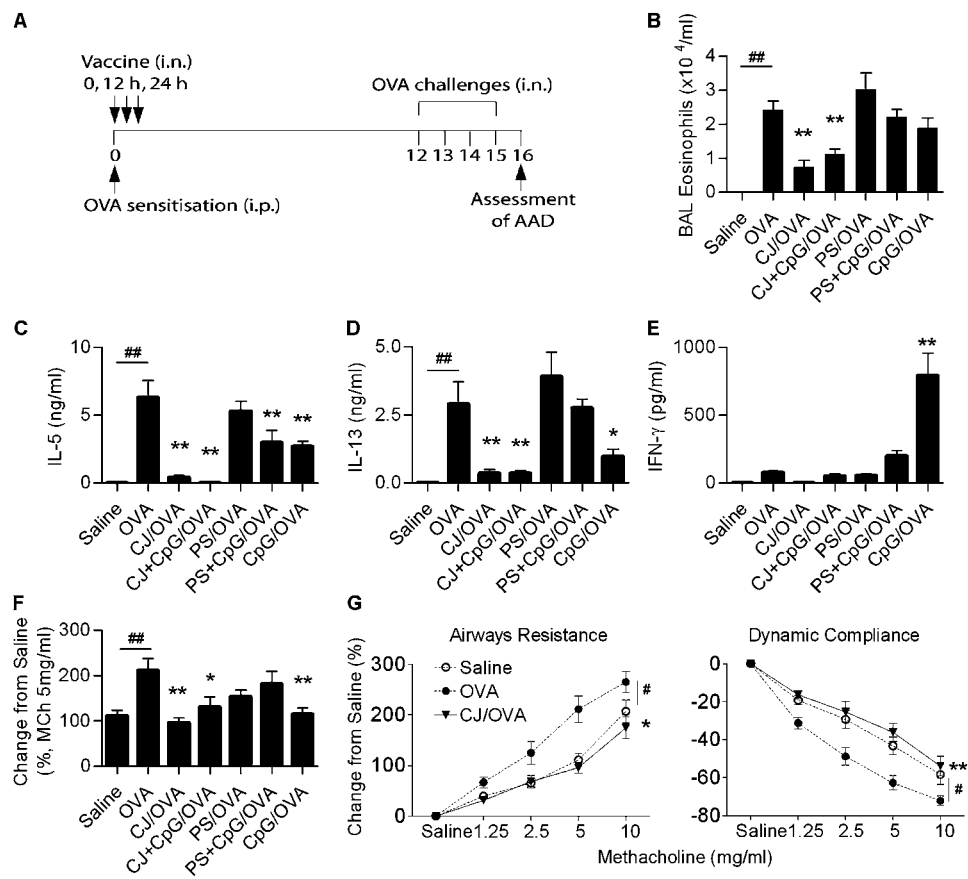 A
Vaccine (i.n.)
0, 12 h, 24 h
OVA challenges (i.n.)
0
12 13 14 15 16
OVA sensitisation (i.p.)
Assessment
of AAD
B
BAL Eosinophils (x10 4/ml)
4
3
2
1
0
##
**
**
Saline
OVA
CJ/OVA
CJ+CpG/OVA
PS/OVA
PS+CpG/OVA
CpG/OVA
C
IL-5 (ng/ml)
10
5
0
##
**
**
**
**
Saline
OVA
CJ/OVA
CJ+CpG/OVA
PS/OVA
PS+CpG/OVA
CpG/OVA
D
IL-13 (ng/ml)
5.0
2.5
0
##
**
**
*
Saline
OVA
CJ/OVA
CJ+CpG/OVA
PS/OVA
PS+CpG/OVA
CpG/OVA
E
IFN-γ (pg/ml)
1000
500
0
**
Saline
OVA
CJ/OVA
CJ+CpG/OVA
PS/OVA
PS+CpG/OVA
CpG/OVA
F
Change from Saline
(%, MCh 5mg/ml)
300
200
100
0
##
**
*
**
Saline
OVA
CJ/OVA
CJ+CpG/OVA
PS/OVA
PS+CpG/OVA
CpG/OVA
G
Airways Resistance
Change from Saline (%)
300
200
100
0
Saline
OVA
CJ/OVA
#
*
Saline 1.25 2.5 5 10
Dynamic Compliance
0
-20
-40
-60
-80
**
#
Saline 1.25 2.5 5 10
Methacholine (mg/ml)